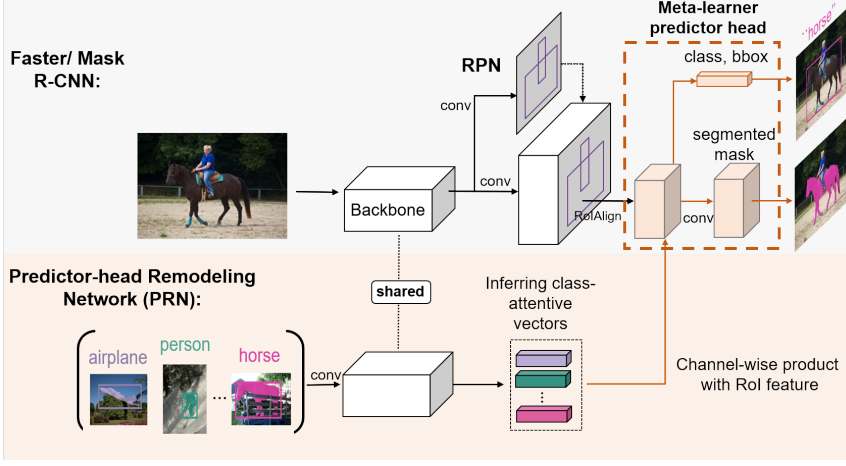 Faster/ Mask
R-CNN:
RPN
conv
conv
Backbone
RoIAlign
Meta-learner
predictor head
class, bbox
segmented
mask
conv
"horse"
Predictor-head Remodeling
Network (PRN):
shared
airplane
person
...
horse
conv
Inferring class-
attentive
vectors
Channel-wise product
with RoI feature